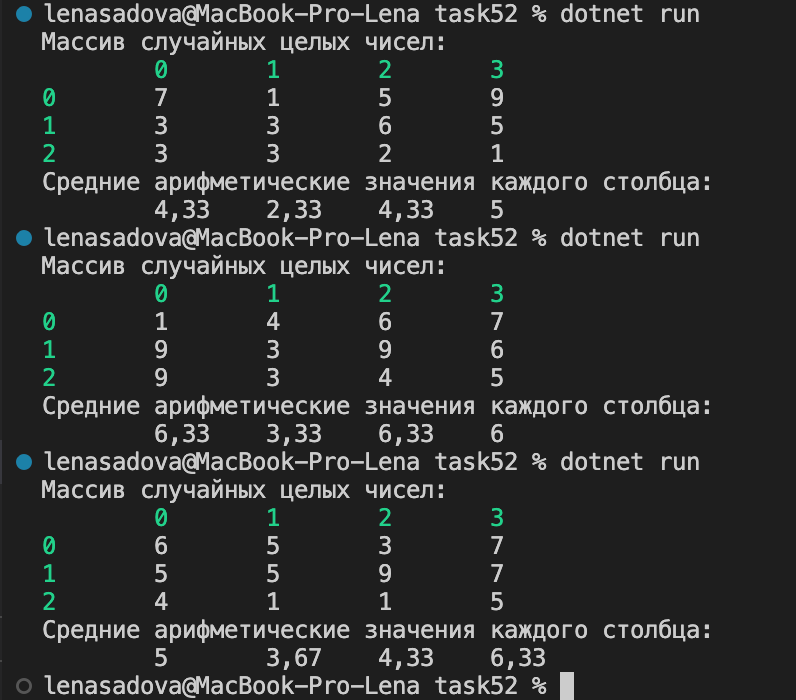 lenasadova@MacBook-Pro-Lena task52 % dotnet run
Массив случайных целых чисел:
0 1 2 3
0 7 1 5 9
1 3 3 6 5
2 3 3 2 1
Средние арифметические значения каждого столбца:
4,33 2,33 4,33 5
lenasadova@MacBook-Pro-Lena task52 % dotnet run
Массив случайных целых чисел:
0 1 2 3
0 1 4 6 7
1 9 3 9 6
2 9 3 4 5
Средние арифметические значения каждого столбца:
6,33 3,33 6,33 6
lenasadova@MacBook-Pro-Lena task52 % dotnet run
Массив случайных целых чисел:
0 1 2 3
0 6 5 3 7
1 5 5 9 7
2 4 1 1 5
Средние арифметические значения каждого столбца:
5 3,67 4,33 6,33
lenasadova@MacBook-Pro-Lena task52 %